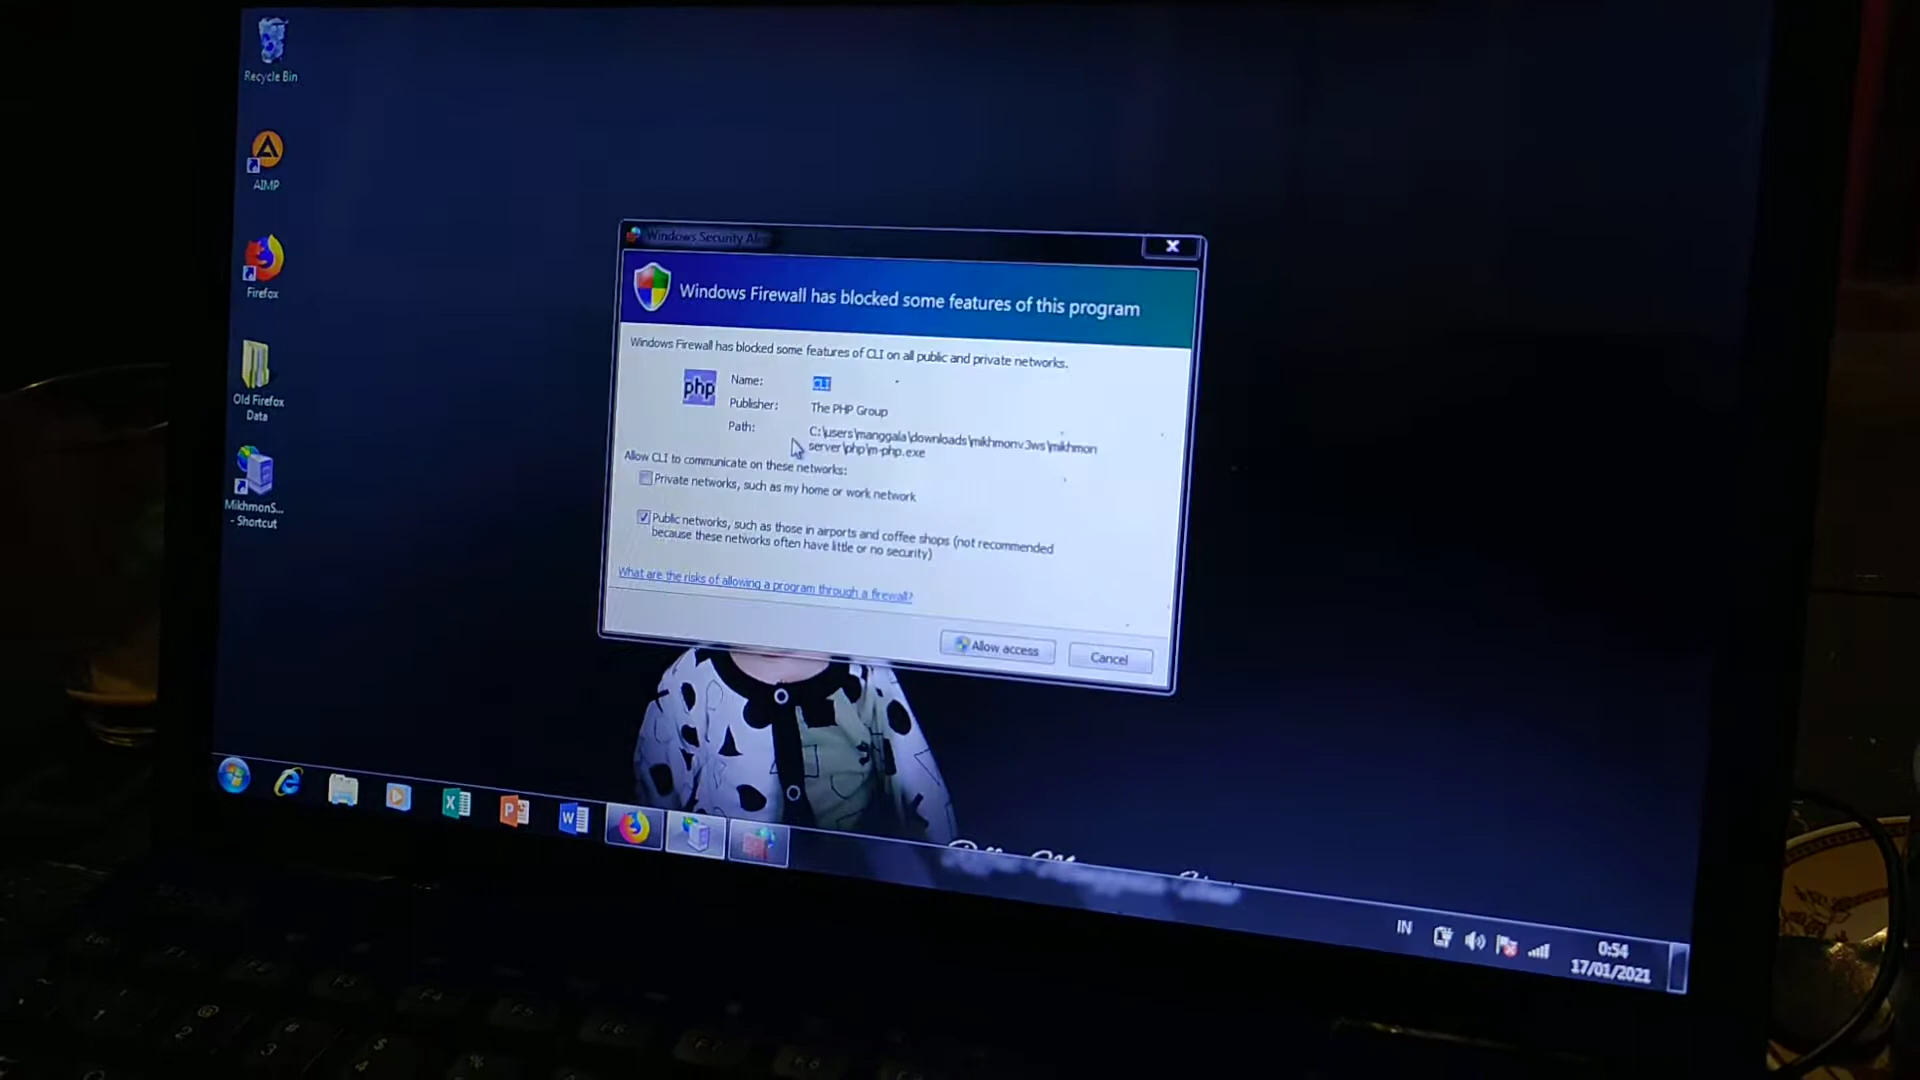 Recycle Bin
AIMP
Firefox
Old Firefox
Data
MikhmonS...
- Shortcut
Windows Security
Windows Firewall has blocked some features of this program
Windows Firewall has blocked some features of CLI on all public and private networks.
php
Name:
CLI
Publisher:
The PHP Group
Path:
C:\users\manggala\downloads\mikhmonv3ws\mikhmon
server\php\m-php.exe
Allow CLI to communicate on these networks:
Private networks, such as my home or work network
Public networks, such as those in airports and coffee shops (not recommended
because these networks often have little or no security)
What are the risks of allowing a program through a firewall?
Allow access
Cancel
IN
0:54
17/01/2021